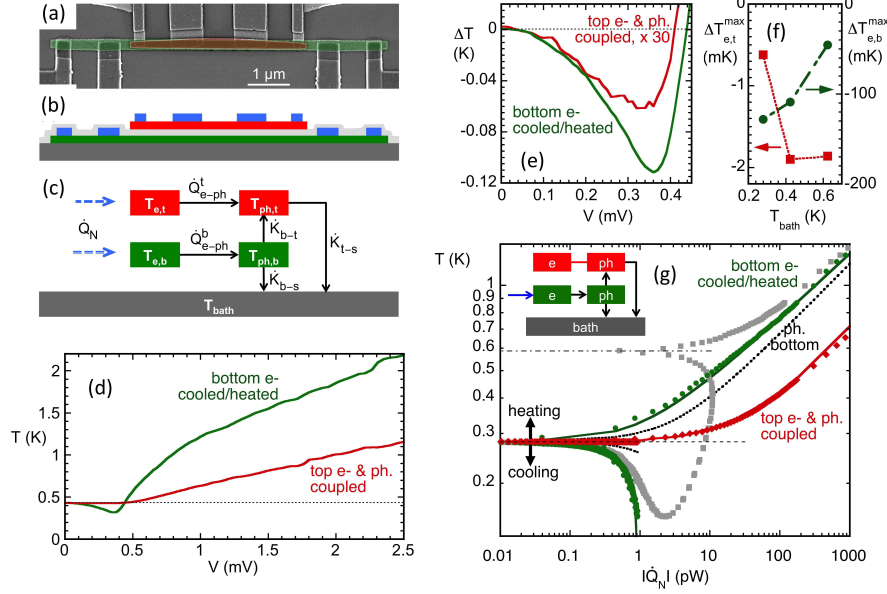 (a)
1 μm
(b)
(c)
Q̇ₙ
T_e,t
Q̇^t_e-ph
T_ph,t
T_e,b
Q̇^b_e-ph
T_ph,b
K̇_b-t
K̇_b-s
K̇_t-s
T_bath
(d)
bottom e-
cooled/heated
top e- & ph.
coupled
T (K)
2.0
1.5
1.0
0.5
0
0
0.5
1.0
1.5
2.0
2.5
V (mV)
ΔT
(K)
0
-0.04
-0.08
-0.12
top e- & ph.
coupled, x 30
bottom e-
cooled/heated
(e)
0
0.1
0.2
0.3
0.4
V (mV)
ΔT^max_e,t
(mK)
-1
-2
(f)
ΔT^max_e,b
(mK)
0
-100
-200
0.4
0.6
T_bath (K)
T (K)
1
0.9
0.8
0.7
0.6
0.5
0.4
0.3
0.2
(g)
e
ph
e
ph
bath
bottom e-
cooled/heated
ph.
bottom
top e- & ph.
coupled
heating
cooling
0.01
0.1
1
10
100
1000
|Q̇_N| (pW)